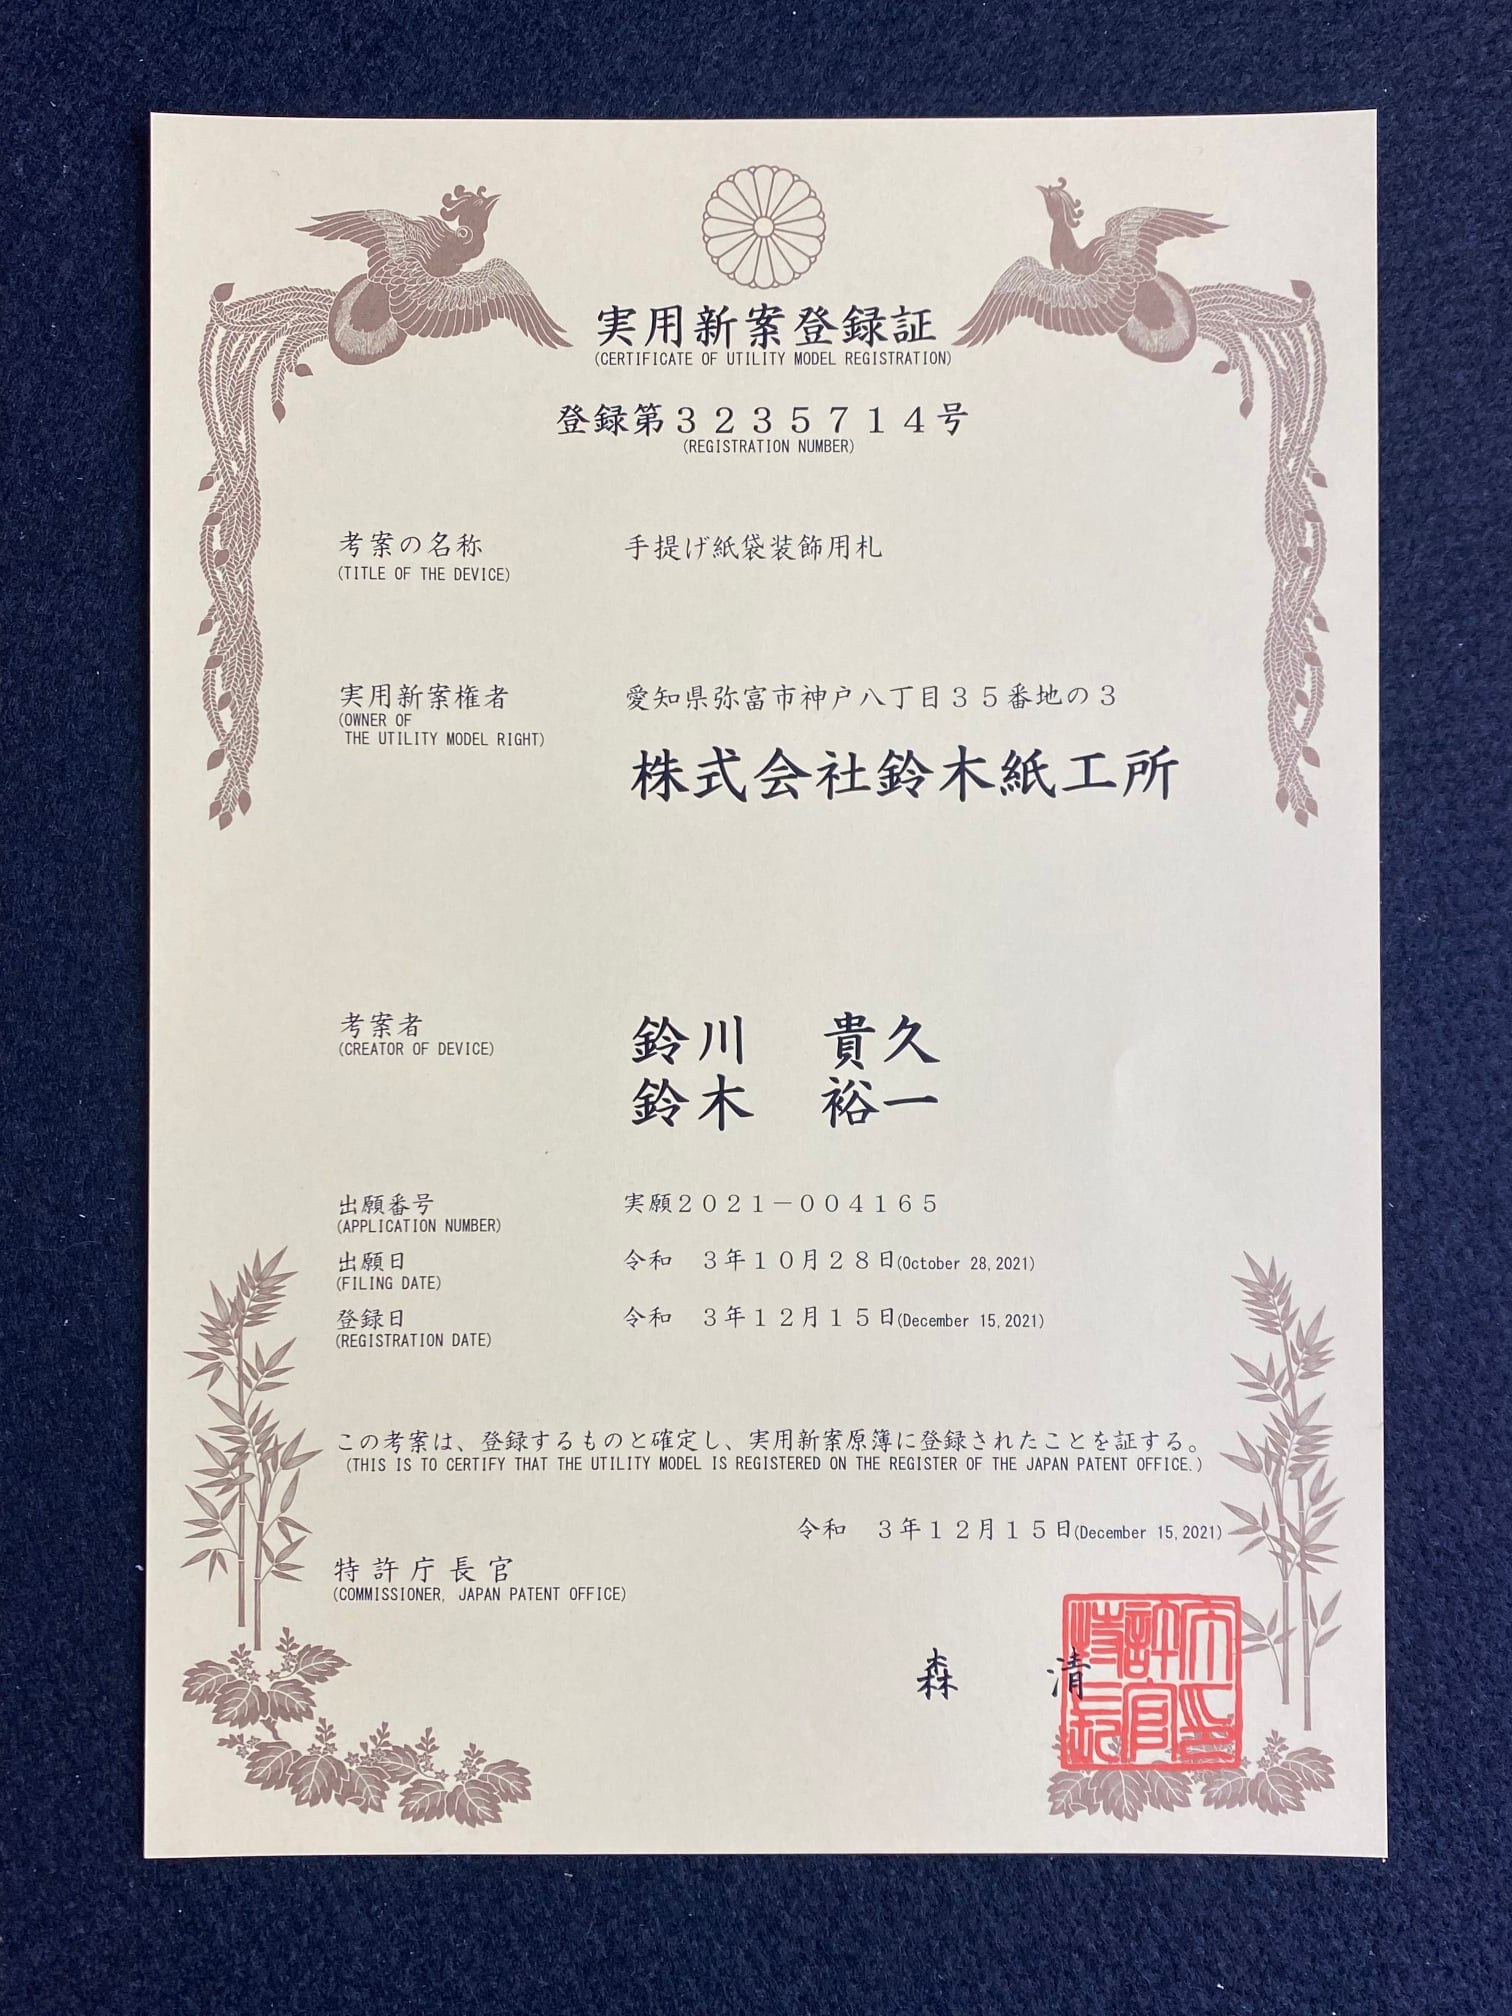 実用新案登録証
(CERTIFICATE OF UTILITY MODEL REGISTRATION)
登録第3235714号
(REGISTRATION NUMBER)
考案の名称 手提げ紙袋装飾用札
(TITLE OF THE DEVICE)
実用新案権者 愛知県弥富市神戸八丁目35番地の3
(OWNER OF
THE UTILITY MODEL RIGHT)
株式会社鈴木紙工所
考案者 鈴川 貴久
(CREATOR OF DEVICE)
鈴木 裕一
出願番号 実願2021-004165
(APPLICATION NUMBER)
出願日 令和 3年10月28日(October 28,2021)
(FILING DATE)
登録日 令和 3年12月15日(December 15,2021)
(REGISTRATION DATE)
この考案は、登録するものと確定し、実用新案原簿に登録されたことを証する。
(THIS IS TO CERTIFY THAT THE UTILITY MODEL IS REGISTERED ON THE REGISTER OF THE JAPAN PATENT OFFICE.)
令和 3年12月15日(December 15,2021)
特許庁長官
(COMMISSIONER, JAPAN PATENT OFFICE)
森 清